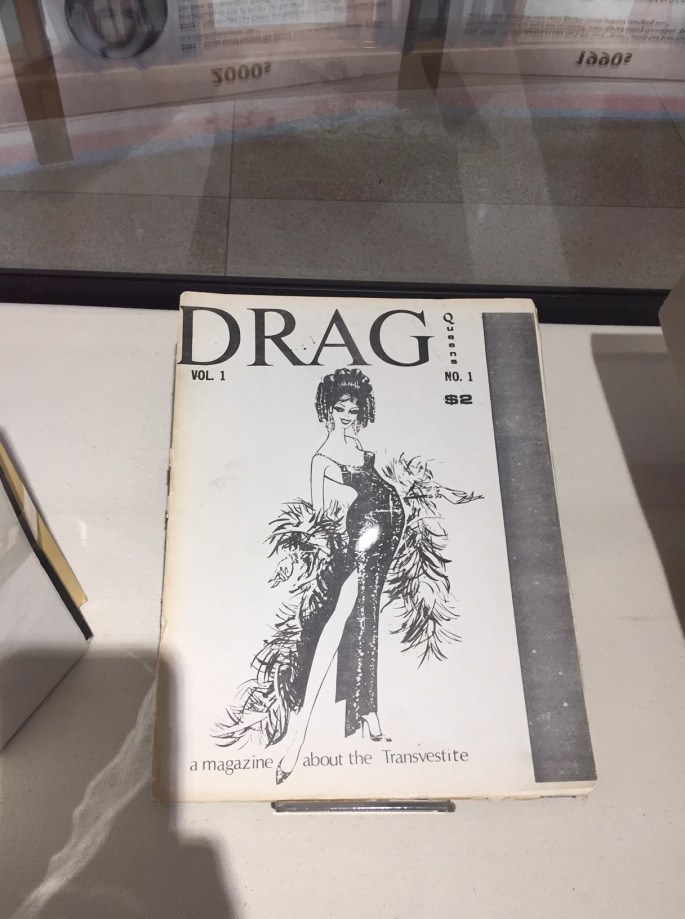 2000s
1990s
DRAG
Queens
VOL. 1
NO. 1
$2
a magazine about the Transvestite